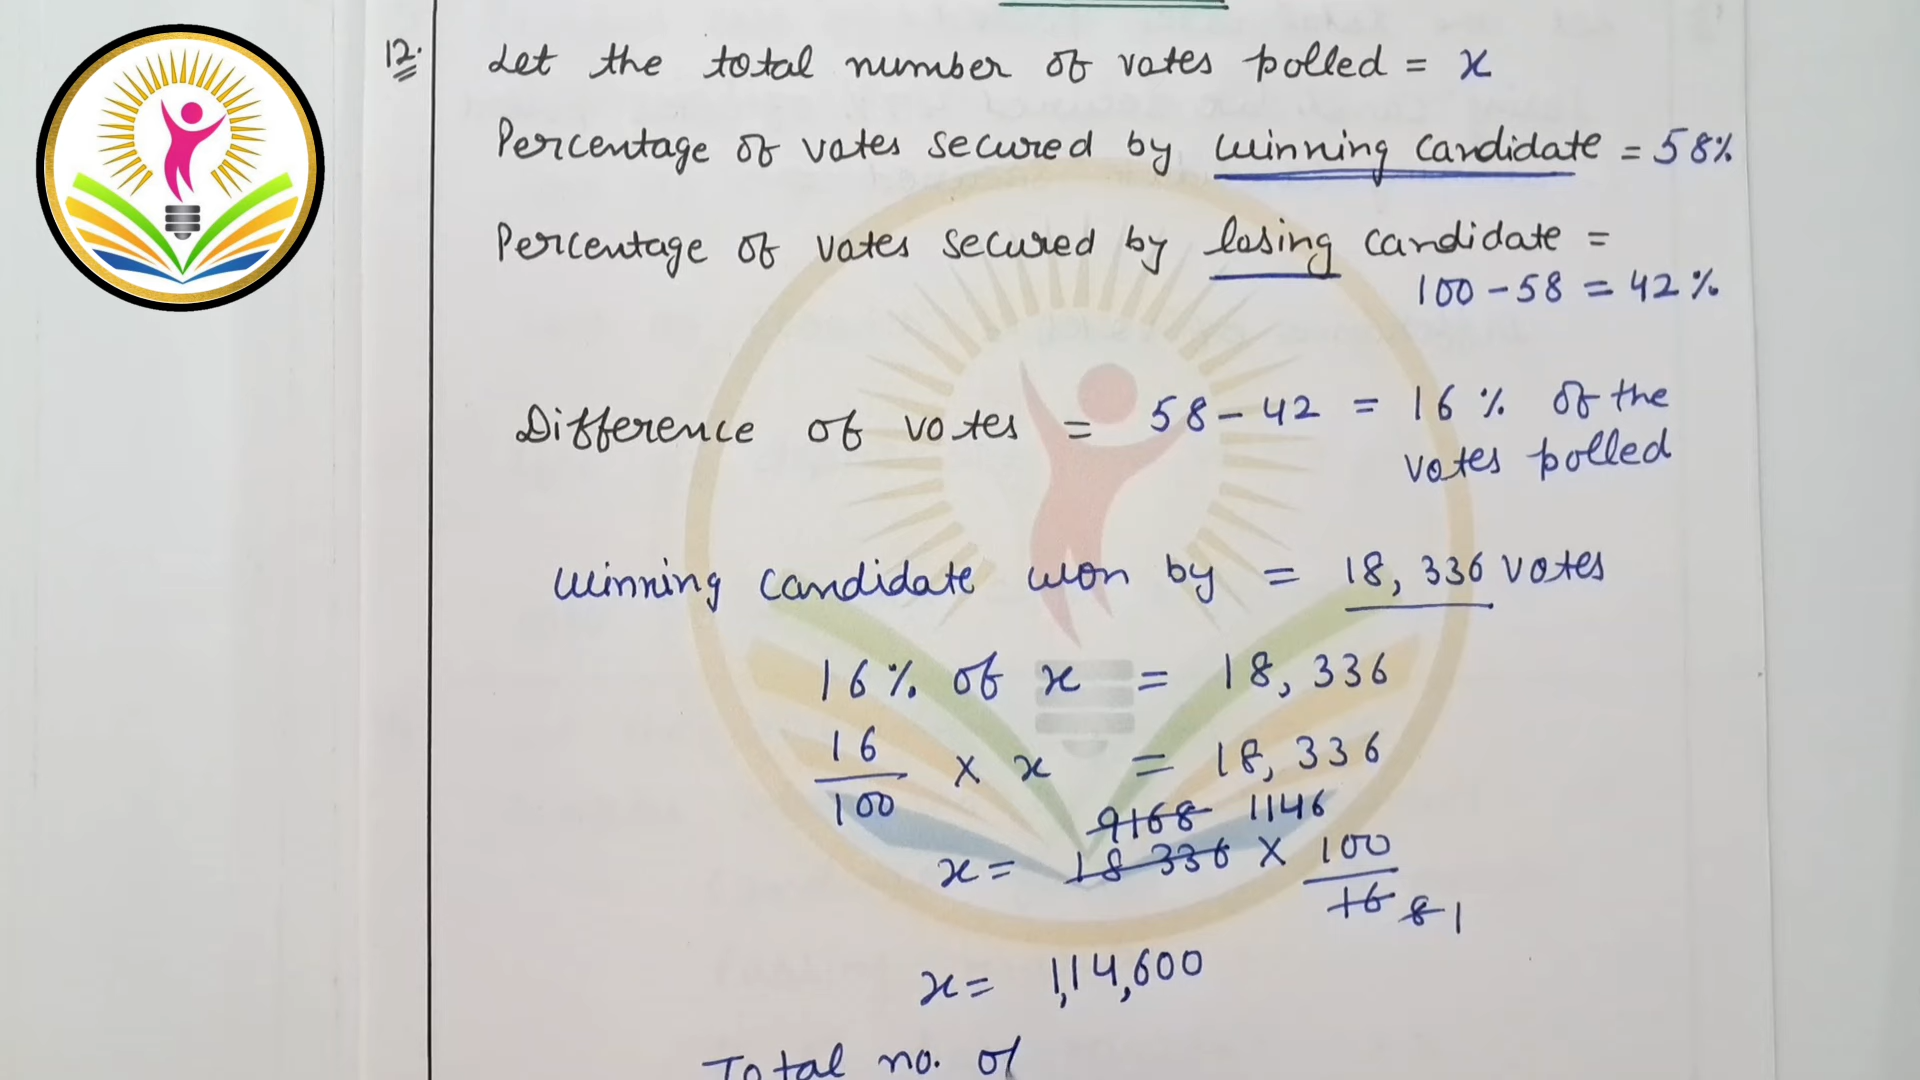 12.
Let the total number of votes polled = x
Percentage of votes secured by winning candidate = 58%
Percentage of votes secured by losing candidate =
100 - 58 = 42%
Difference of votes = 58 - 42 = 16% of the
votes polled
Winning candidate won by = 18,336 votes
16% of x = 18,336
16/100 × x = 18,336
9168 1146
x = 18 336 × 100/16 8 1
x = 1,14,600
Total no. of